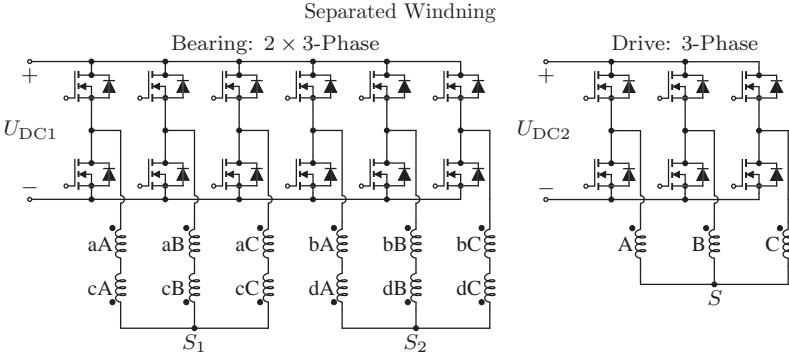 Separated Windning
Bearing: 2 × 3-Phase
Drive: 3-Phase
+
+
U_DC1
U_DC2
−
−
aA aB aC bA bB bC
A B C
cA cB cC dA dB dC
S
S_1 S_2